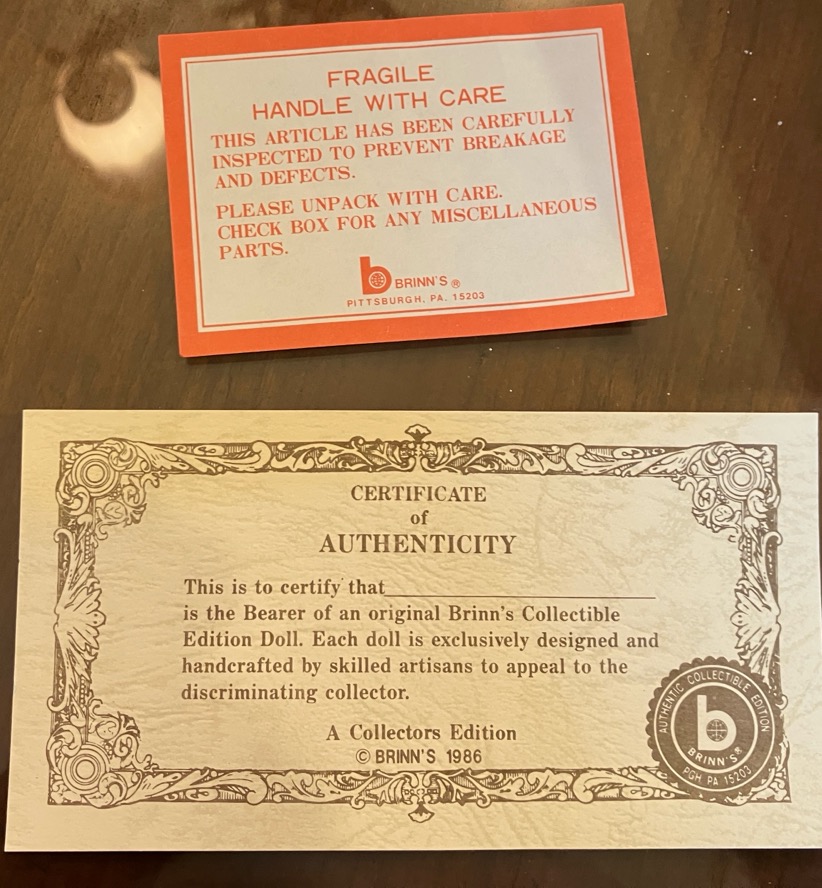 FRAGILE
HANDLE WITH CARE
THIS ARTICLE HAS BEEN CAREFULLY
INSPECTED TO PREVENT BREAKAGE
AND DEFECTS.
PLEASE UNPACK WITH CARE.
CHECK BOX FOR ANY MISCELLANEOUS
PARTS.
b BRINN'S ®
PITTSBURGH, PA. 15203
CERTIFICATE
of
AUTHENTICITY
This is to certify that
is the Bearer of an original Brinn's Collectible
Edition Doll. Each doll is exclusively designed and
handcrafted by skilled artisans to appeal to the
discriminating collector.
A Collectors Edition
© BRINN'S 1986
AUTHENTIC COLLECTIBLE EDITION
b
BRINN'S®
PGH PA 15203